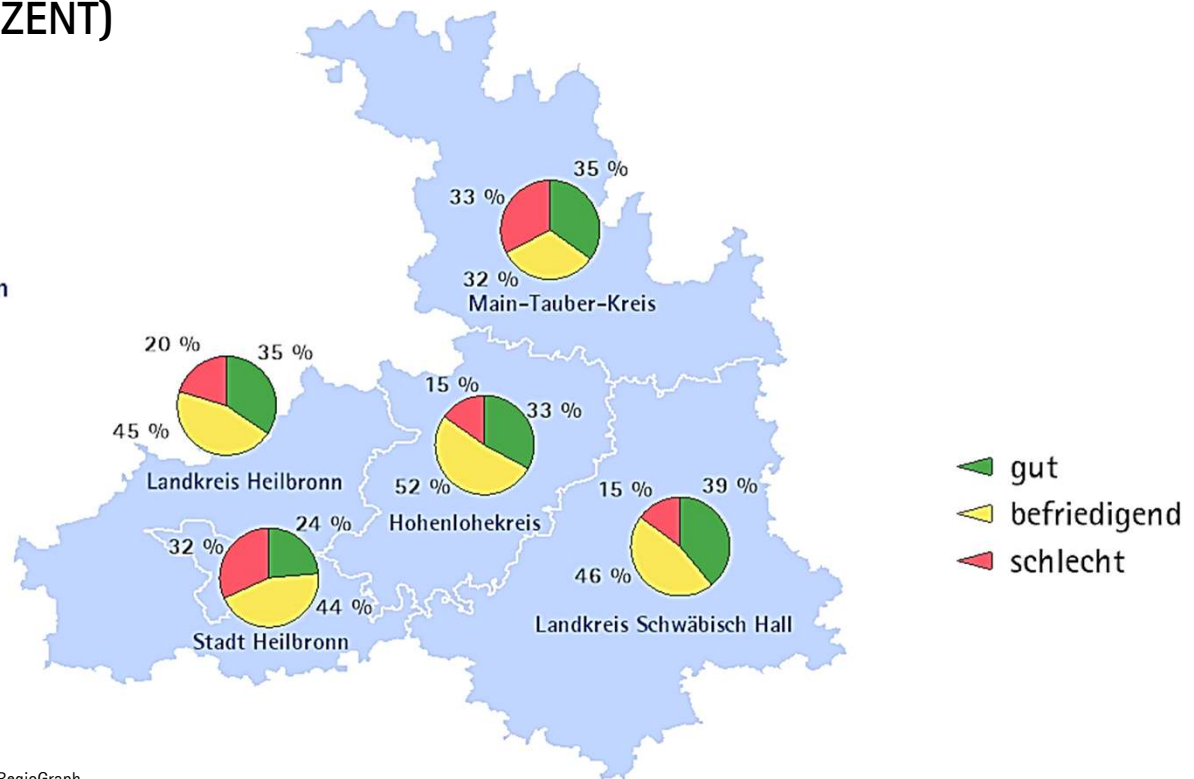 ZENT)
35 %
33 %
32 %
Main-Tauber-Kreis
n
20 %
35 %
45 %
Landkreis Heilbronn
15 %
33 %
52 %
Hohenlohekreis
15 %
39 %
46 %
Landkreis Schwäbisch Hall
24 %
32 %
44 %
Stadt Heilbronn
gut
befriedigend
schlecht
RegioGraph